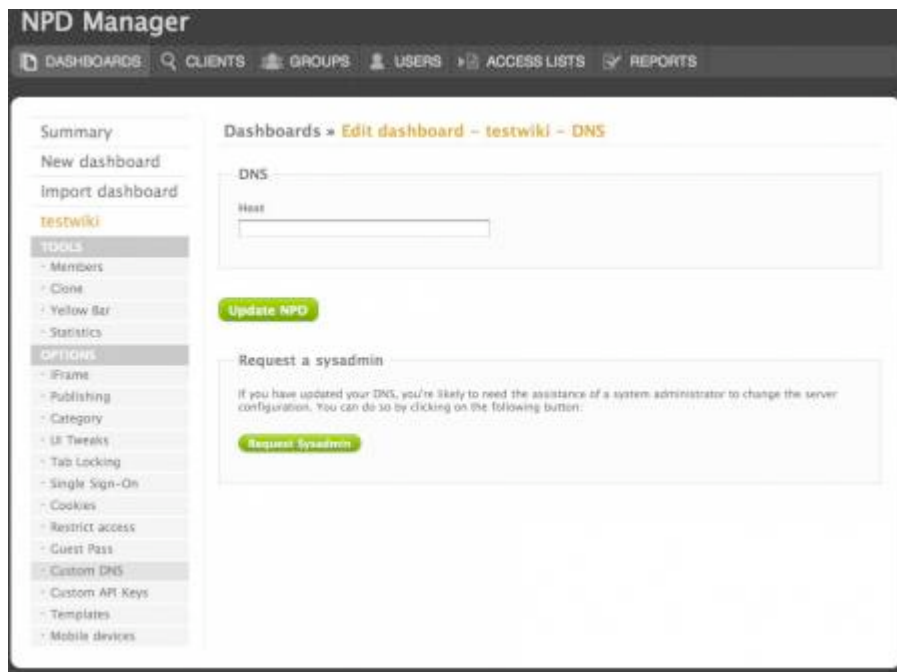 NPD Manager
DASHBOARDS CLIENTS GROUPS USERS ACCESS LISTS REPORTS
Summary
New dashboard
Import dashboard
testwiki
TOOLS
- Members
- Clone
- Yellow Bar
- Statistics
OPTIONS
- IFrame
- Publishing
- Category
- UI Tweaks
- Tab Locking
- Single Sign-On
- Cookies
- Restrict access
- Guest Pass
- Custom DNS
- Custom API Keys
- Templates
- Mobile devices
Dashboards » Edit dashboard - testwiki - DNS
DNS
Host
Update NPD
Request a sysadmin
If you have updated your DNS, you're likely to need the assistance of a system administrator to change the server
configuration. You can do so by clicking on the following button:
Request Sysadmin